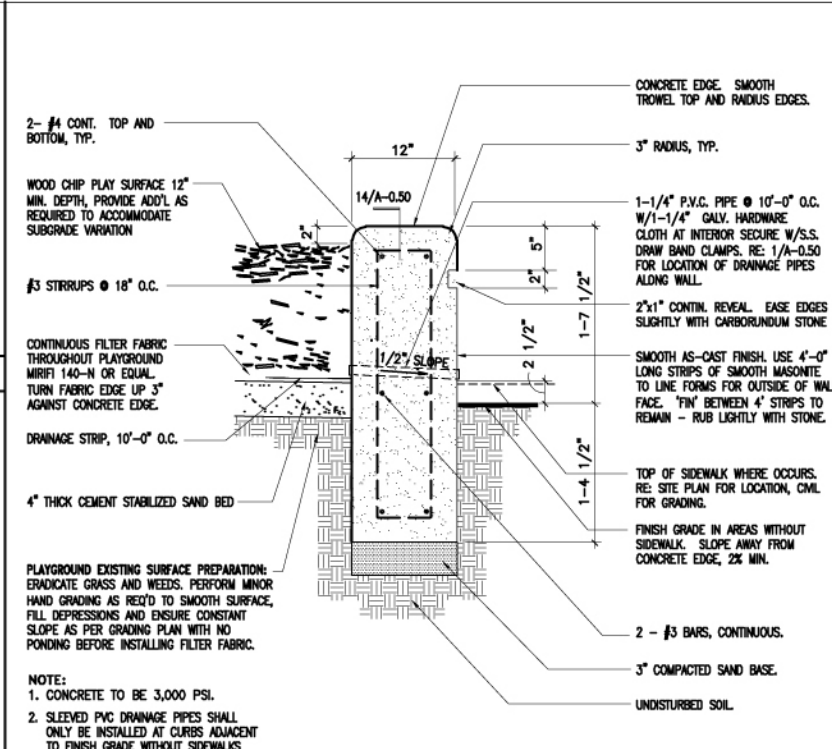 2- #4 CONT. TOP AND
BOTTOM, TYP.
WOOD CHIP PLAY SURFACE 12"
MIN. DEPTH, PROVIDE ADD'L AS
REQUIRED TO ACCOMMODATE
SUBGRADE VARIATION
#3 STIRRUPS @ 18" O.C.
CONTINUOUS FILTER FABRIC
THROUGHOUT PLAYGROUND
MIRIFI 140-N OR EQUAL.
TURN FABRIC EDGE UP 3"
AGAINST CONCRETE EDGE.
DRAINAGE STRIP, 10'-0" O.C.
4" THICK CEMENT STABILIZED SAND BED
PLAYGROUND EXISTING SURFACE PREPARATION:
ERADICATE GRASS AND WEEDS. PERFORM MINOR
HAND GRADING AS REQ'D TO SMOOTH SURFACE,
FILL DEPRESSIONS AND ENSURE CONSTANT
SLOPE AS PER GRADING PLAN WITH NO
PONDING BEFORE INSTALLING FILTER FABRIC.
NOTE:
1. CONCRETE TO BE 3,000 PSI.
2. SLEEVED PVC DRAINAGE PIPES SHALL
ONLY BE INSTALLED AT CURBS ADJACENT
TO FINISH GRADE WITHOUT SIDEWALKS
12"
14/A-0.50
2"
1/2" SLOPE
5"
2"
2 1/2"
1-7 1/2"
1-4 1/2"
CONCRETE EDGE. SMOOTH
TROWEL TOP AND RAIDIUS EDGES.
3" RADIUS, TYP.
1-1/4" P.V.C. PIPE @ 10'-0" O.C.
W/1-1/4" GALV. HARDWARE
CLOTH AT INTERIOR SECURE W/S.S.
DRAW BAND CLAMPS. RE: 1/A-0.50
FOR LOCATION OF DRAINAGE PIPES
ALONG WALL.
2"x1" CONTIN. REVEAL. EASE EDGES
SLIGHTLY WITH CARBORUNDUM STONE
SMOOTH AS-CAST FINISH. USE 4'-0"
LONG STRIPS OF SMOOTH MASONITE
TO LINE FORMS FOR OUTSIDE OF WAL
FACE. 'FIN' BETWEEN 4' STRIPS TO
REMAIN - RUB LIGHTLY WITH STONE.
TOP OF SIDEWALK WHERE OCCURS.
RE: SITE PLAN FOR LOCATION, CIVIL
FOR GRADING.
FINISH GRADE IN AREAS WITHOUT
SIDEWALK. SLOPE AWAY FROM
CONCRETE EDGE, 2% MIN.
2 - #3 BARS, CONTINUOUS.
3" COMPACTED SAND BASE.
UNDISTURBED SOIL